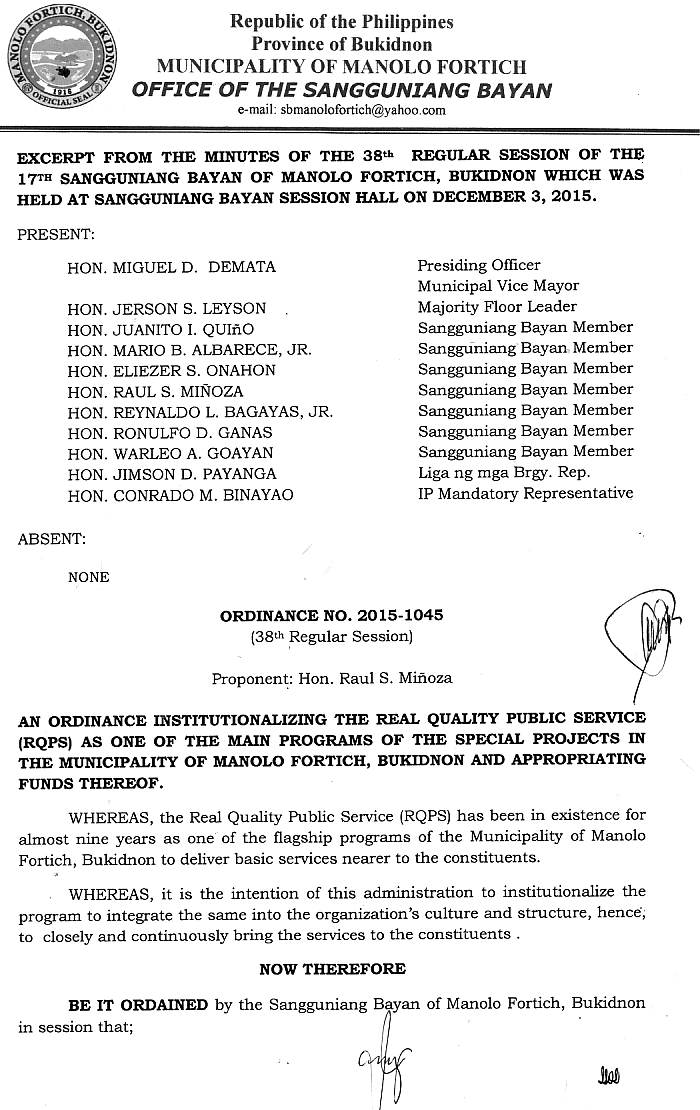 MANOLO FORTICH, BUKIDNON
1916
OFFICIAL SEAL
Republic of the Philippines
Province of Bukidnon
MUNICIPALITY OF MANOLO FORTICH
OFFICE OF THE SANGGUNIANG BAYAN
e-mail: sbmanolofortich@yahoo.com
EXCERPT FROM THE MINUTES OF THE 38th REGULAR SESSION OF THE
17TH SANGGUNIANG BAYAN OF MANOLO FORTICH, BUKIDNON WHICH WAS
HELD AT SANGGUNIANG BAYAN SESSION HALL ON DECEMBER 3, 2015.
PRESENT:
HON. MIGUEL D. DEMATA Presiding Officer
Municipal Vice Mayor
HON. JERSON S. LEYSON Majority Floor Leader
HON. JUANITO I. QUIñO Sangguniang Bayan Member
HON. MARIO B. ALBARECE, JR. Sangguniang Bayan Member
HON. ELIEZER S. ONAHON Sangguniang Bayan Member
HON. RAUL S. MIÑOZA Sangguniang Bayan Member
HON. REYNALDO L. BAGAYAS, JR. Sangguniang Bayan Member
HON. RONULFO D. GANAS Sangguniang Bayan Member
HON. WARLEO A. GOAYAN Sangguniang Bayan Member
HON. JIMSON D. PAYANGA Liga ng mga Brgy. Rep.
HON. CONRADO M. BINAYAO IP Mandatory Representative
ABSENT:
NONE
ORDINANCE NO. 2015-1045
(38th Regular Session)
Proponent: Hon. Raul S. Miñoza
AN ORDINANCE INSTITUTIONALIZING THE REAL QUALITY PUBLIC SERVICE
(RQPS) AS ONE OF THE MAIN PROGRAMS OF THE SPECIAL PROJECTS IN
THE MUNICIPALITY OF MANOLO FORTICH, BUKIDNON AND APPROPRIATING
FUNDS THEREOF.
WHEREAS, the Real Quality Public Service (RQPS) has been in existence for
almost nine years as one of the flagship programs of the Municipality of Manolo
Fortich, Bukidnon to deliver basic services nearer to the constituents.
WHEREAS, it is the intention of this administration to institutionalize the
program to integrate the same into the organization's culture and structure, hence,
to closely and continuously bring the services to the constituents .
NOW THEREFORE
BE IT ORDAINED by the Sangguniang Bayan of Manolo Fortich, Bukidnon
in session that;